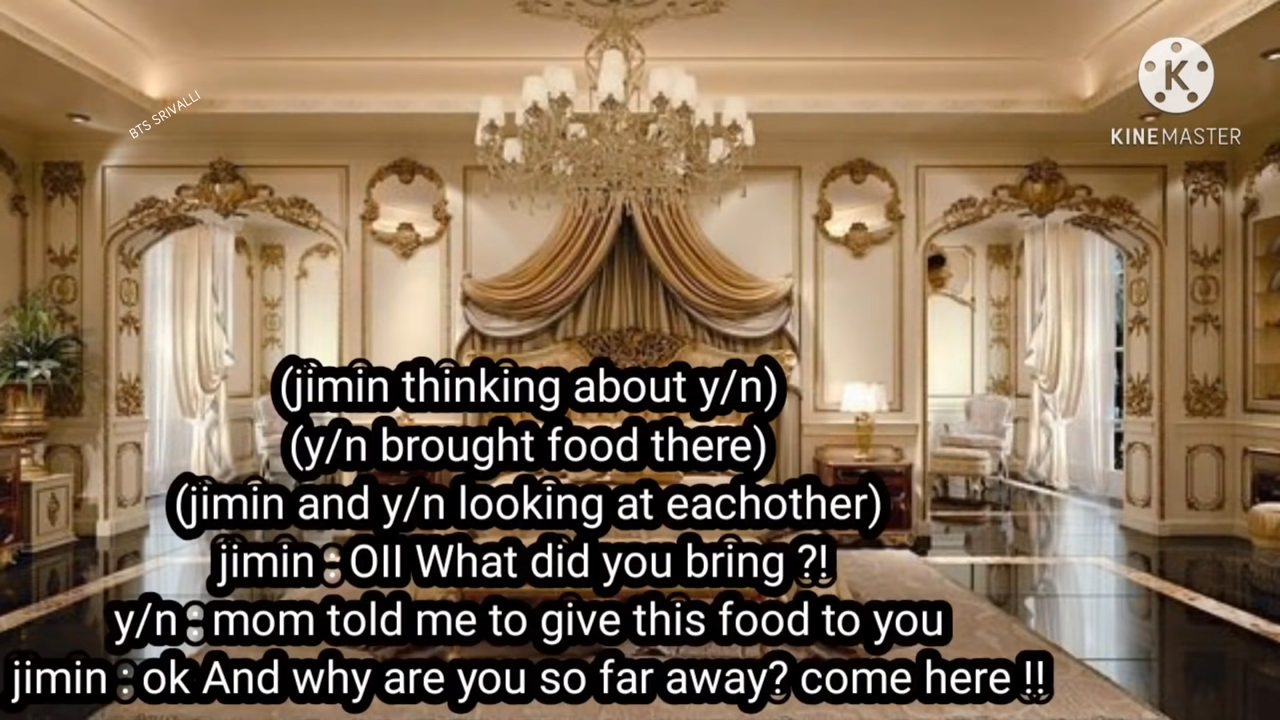 BTS SRIVALLI
K
KINEMASTER
(jimin thinking about y/n)
(y/n brought food there)
(jimin and y/n looking at eachother)
jimin : OII What did you bring ?!
y/n : mom told me to give this food to you
jimin : ok And why are you so far away? come here !!